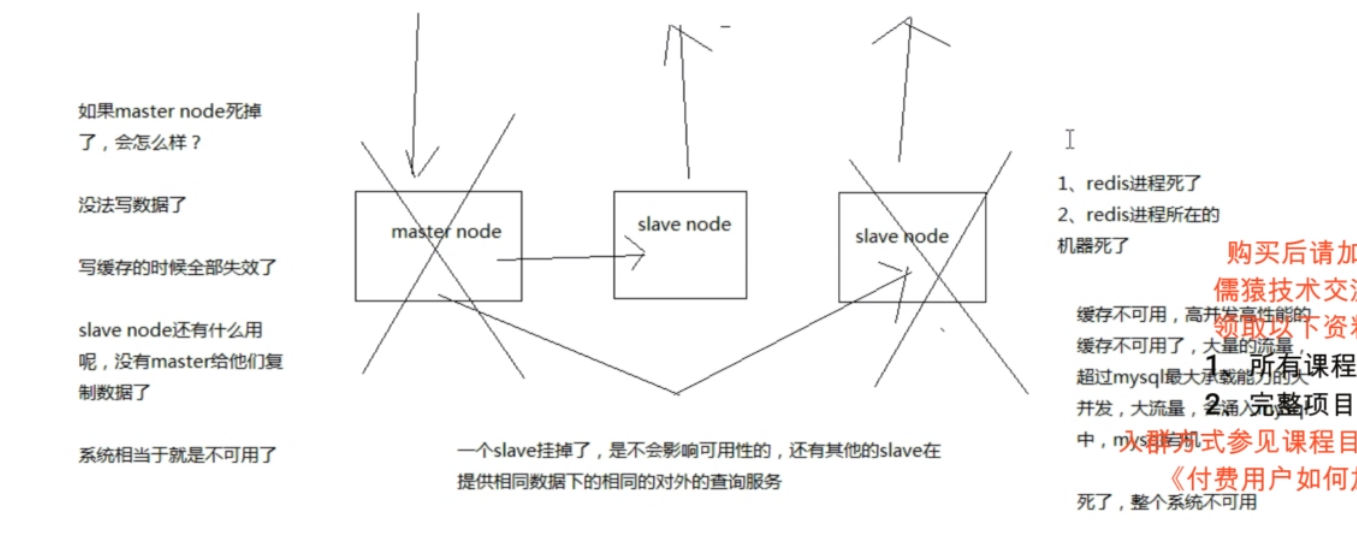 如果master node死掉
了，会怎么样？
没法写数据了
写缓存的时候全部失效了
slave node还有什么用
呢，没有master给他们复
制数据了
系统相当于就是不可用了
master node
slave node
slave node
一个slave挂掉了，是不会影响可用性的，还有其他的slave在
提供相同数据下的相同的对外的查询服务
1、redis进程死了
2、redis进程所在的
机器死了
缓存不可用，高并发高性能的
缓存不可用了，大量的流量，
超过mysql最大承载能力的大
并发，大流量，会涌入mysql
中，mysql宕机
死了，整个系统不可用
购买后请加
儒猿技术交流
领取以下资料
1、所有课程
2、完整项目
入群方式参见课程目
《付费用户如何加